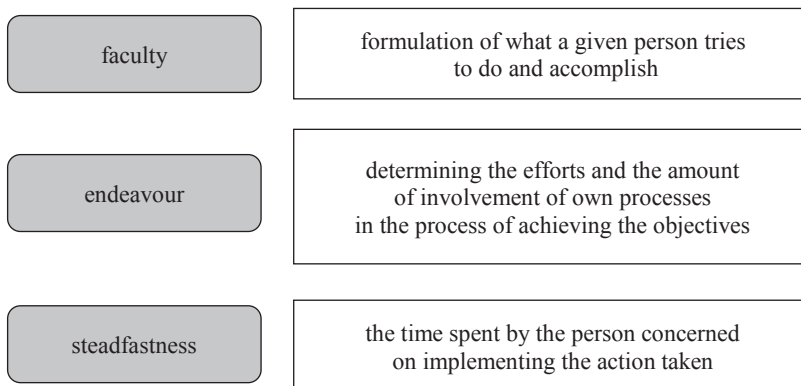 faculty
formulation of what a given person tries
to do and accomplish
endeavour
determining the efforts and the amount
of involvement of own processes
in the process of achieving the objectives
steadfastness
the time spent by the person concerned
on implementing the action taken